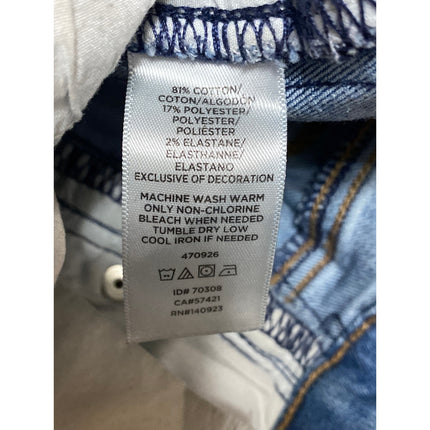 81% COTTON/
COTON/ALGODÓN
17% POLYESTER/
POLYESTER/
POLIÉSTER
2% ELASTANE/
ELASTHANNE/
ELASTANO
EXCLUSIVE OF DECORATION
MACHINE WASH WARM
ONLY NON-CHLORINE
BLEACH WHEN NEEDED
TUMBLE DRY LOW
COOL IRON IF NEEDED
470926
ID# 70308
CA#57421
RN#140923